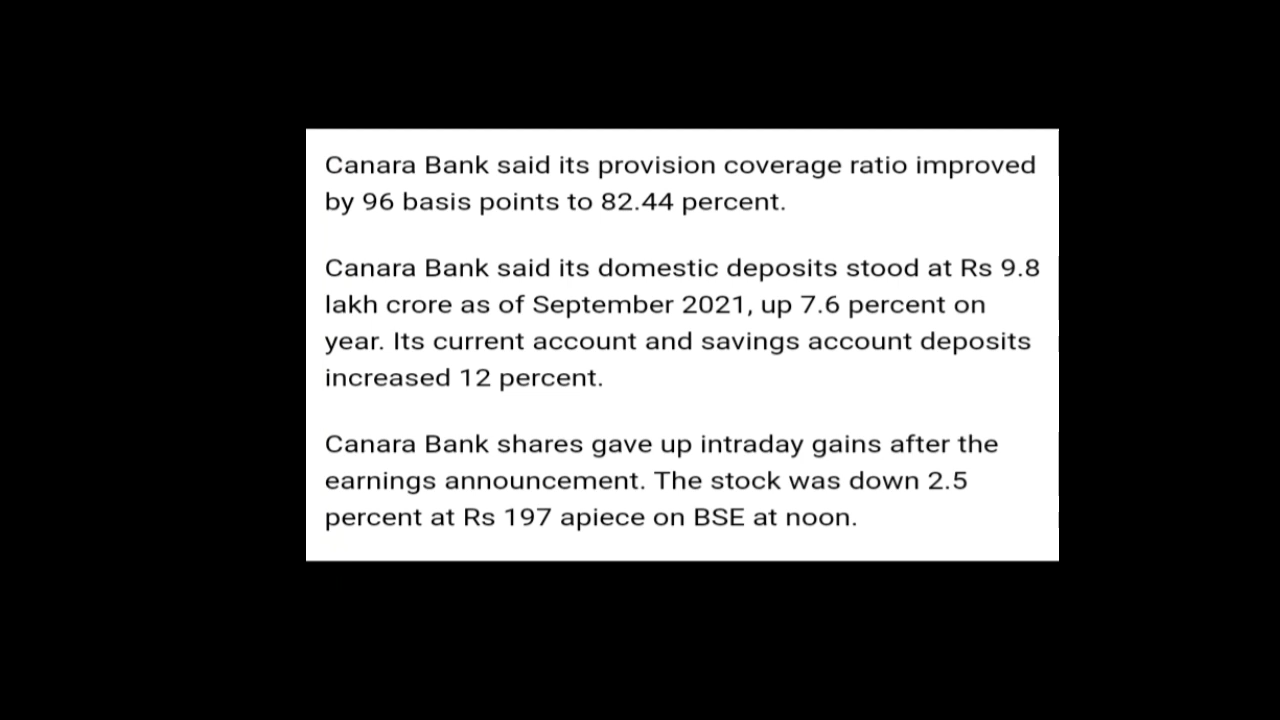 Canara Bank said its provision coverage ratio improved
by 96 basis points to 82.44 percent.
Canara Bank said its domestic deposits stood at Rs 9.8
lakh crore as of September 2021, up 7.6 percent on
year. Its current account and savings account deposits
increased 12 percent.
Canara Bank shares gave up intraday gains after the
earnings announcement. The stock was down 2.5
percent at Rs 197 apiece on BSE at noon.